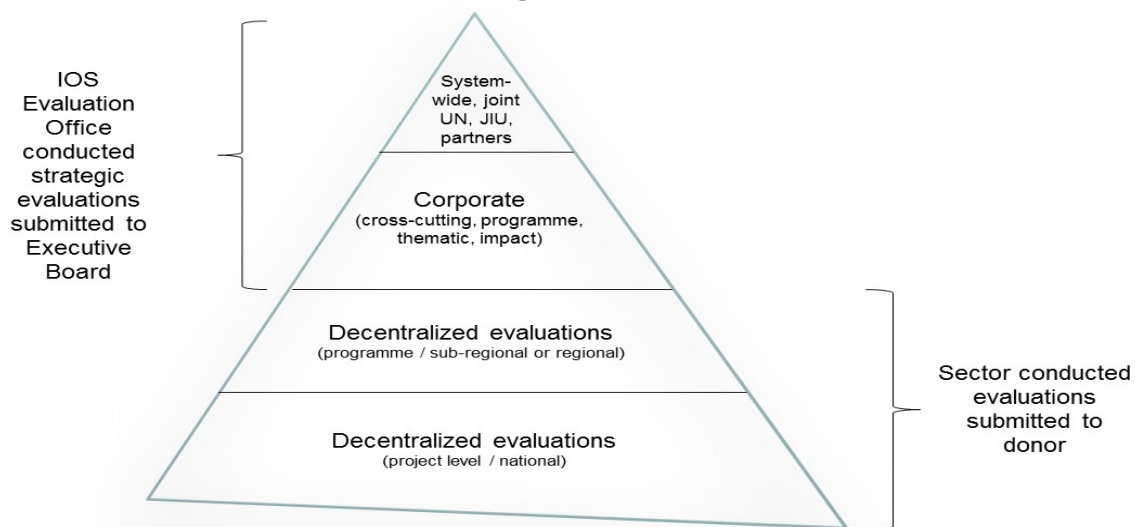 IOS
Evaluation
Office
conducted
strategic
evaluations
submitted to
Executive
Board
System-
wide, joint
UN, JIU,
partners
Corporate
(cross-cutting, programme,
thematic, impact)
Decentralized evaluations
(programme / sub-regional or regional)
Decentralized evaluations
(project level / national)
Sector conducted
evaluations
submitted to
donor